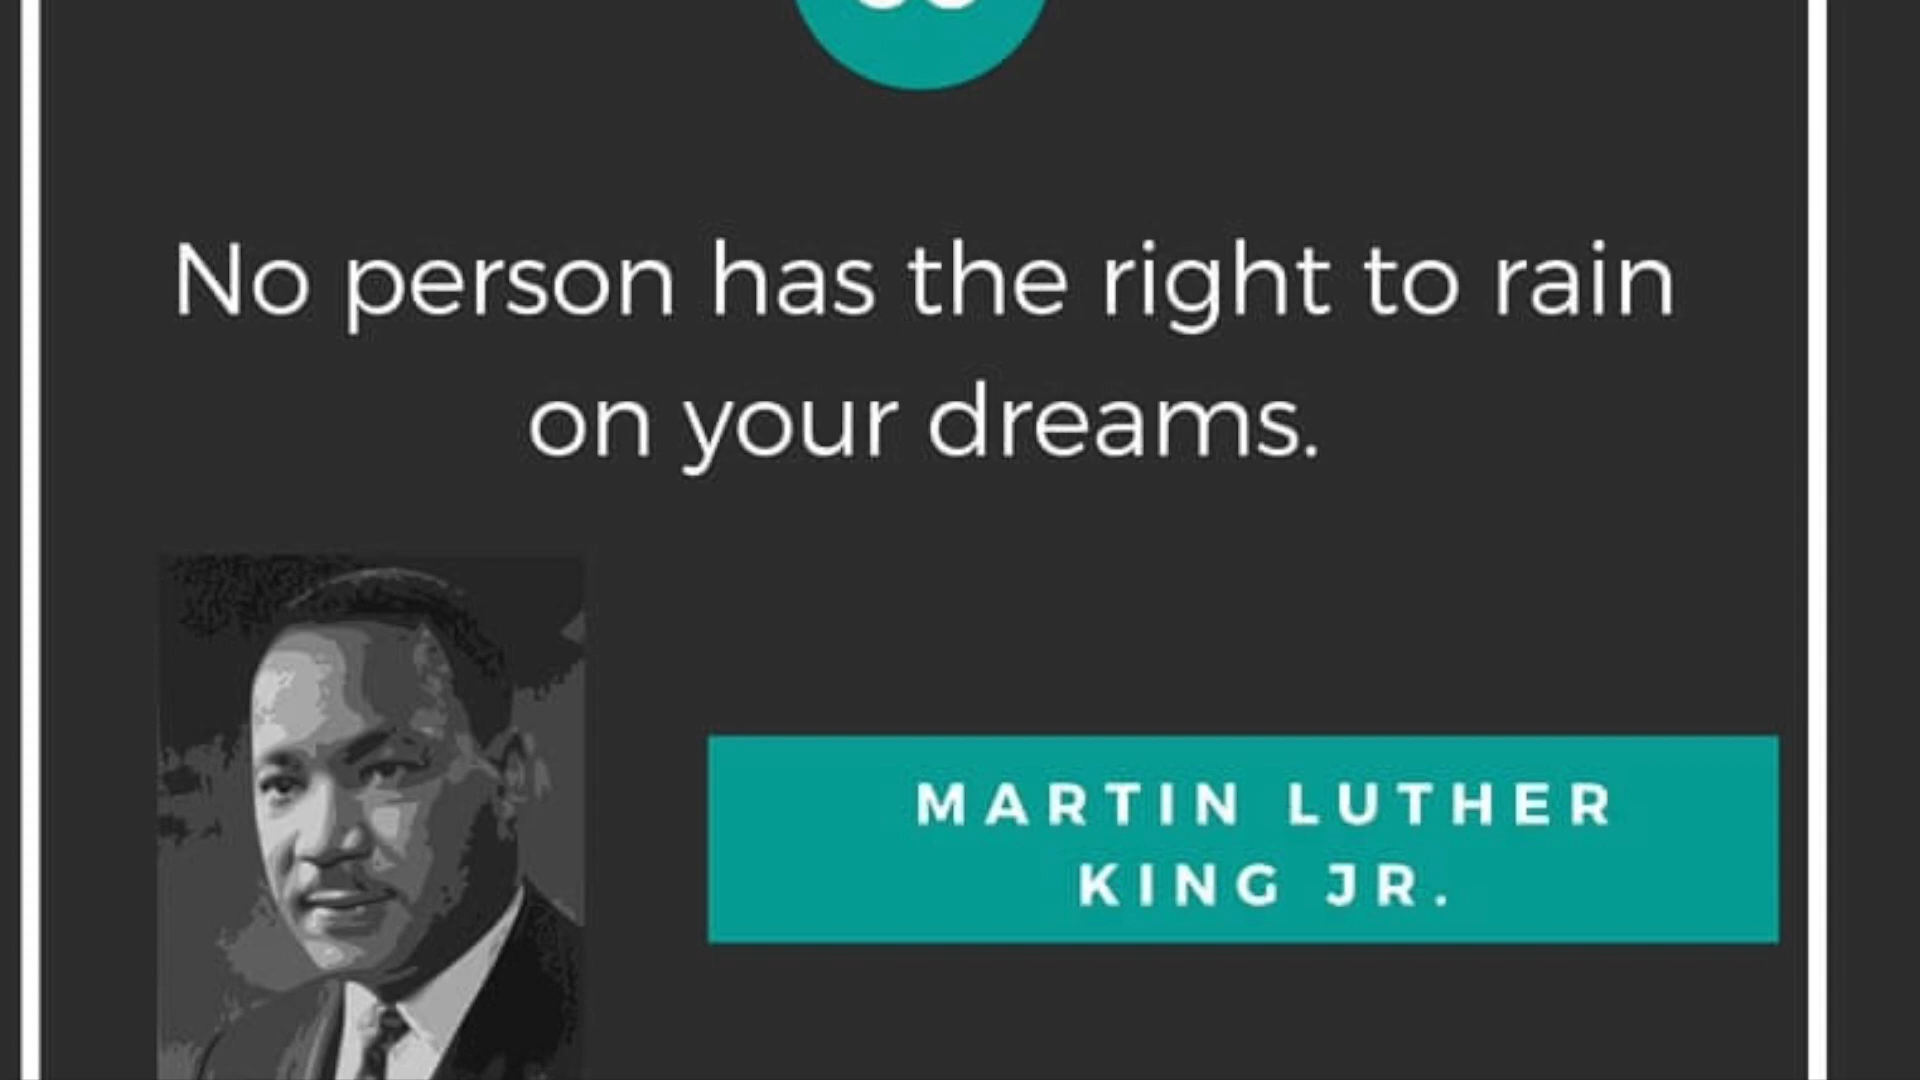 No person has the right to rain
on your dreams.
MARTIN LUTHER
KING JR.